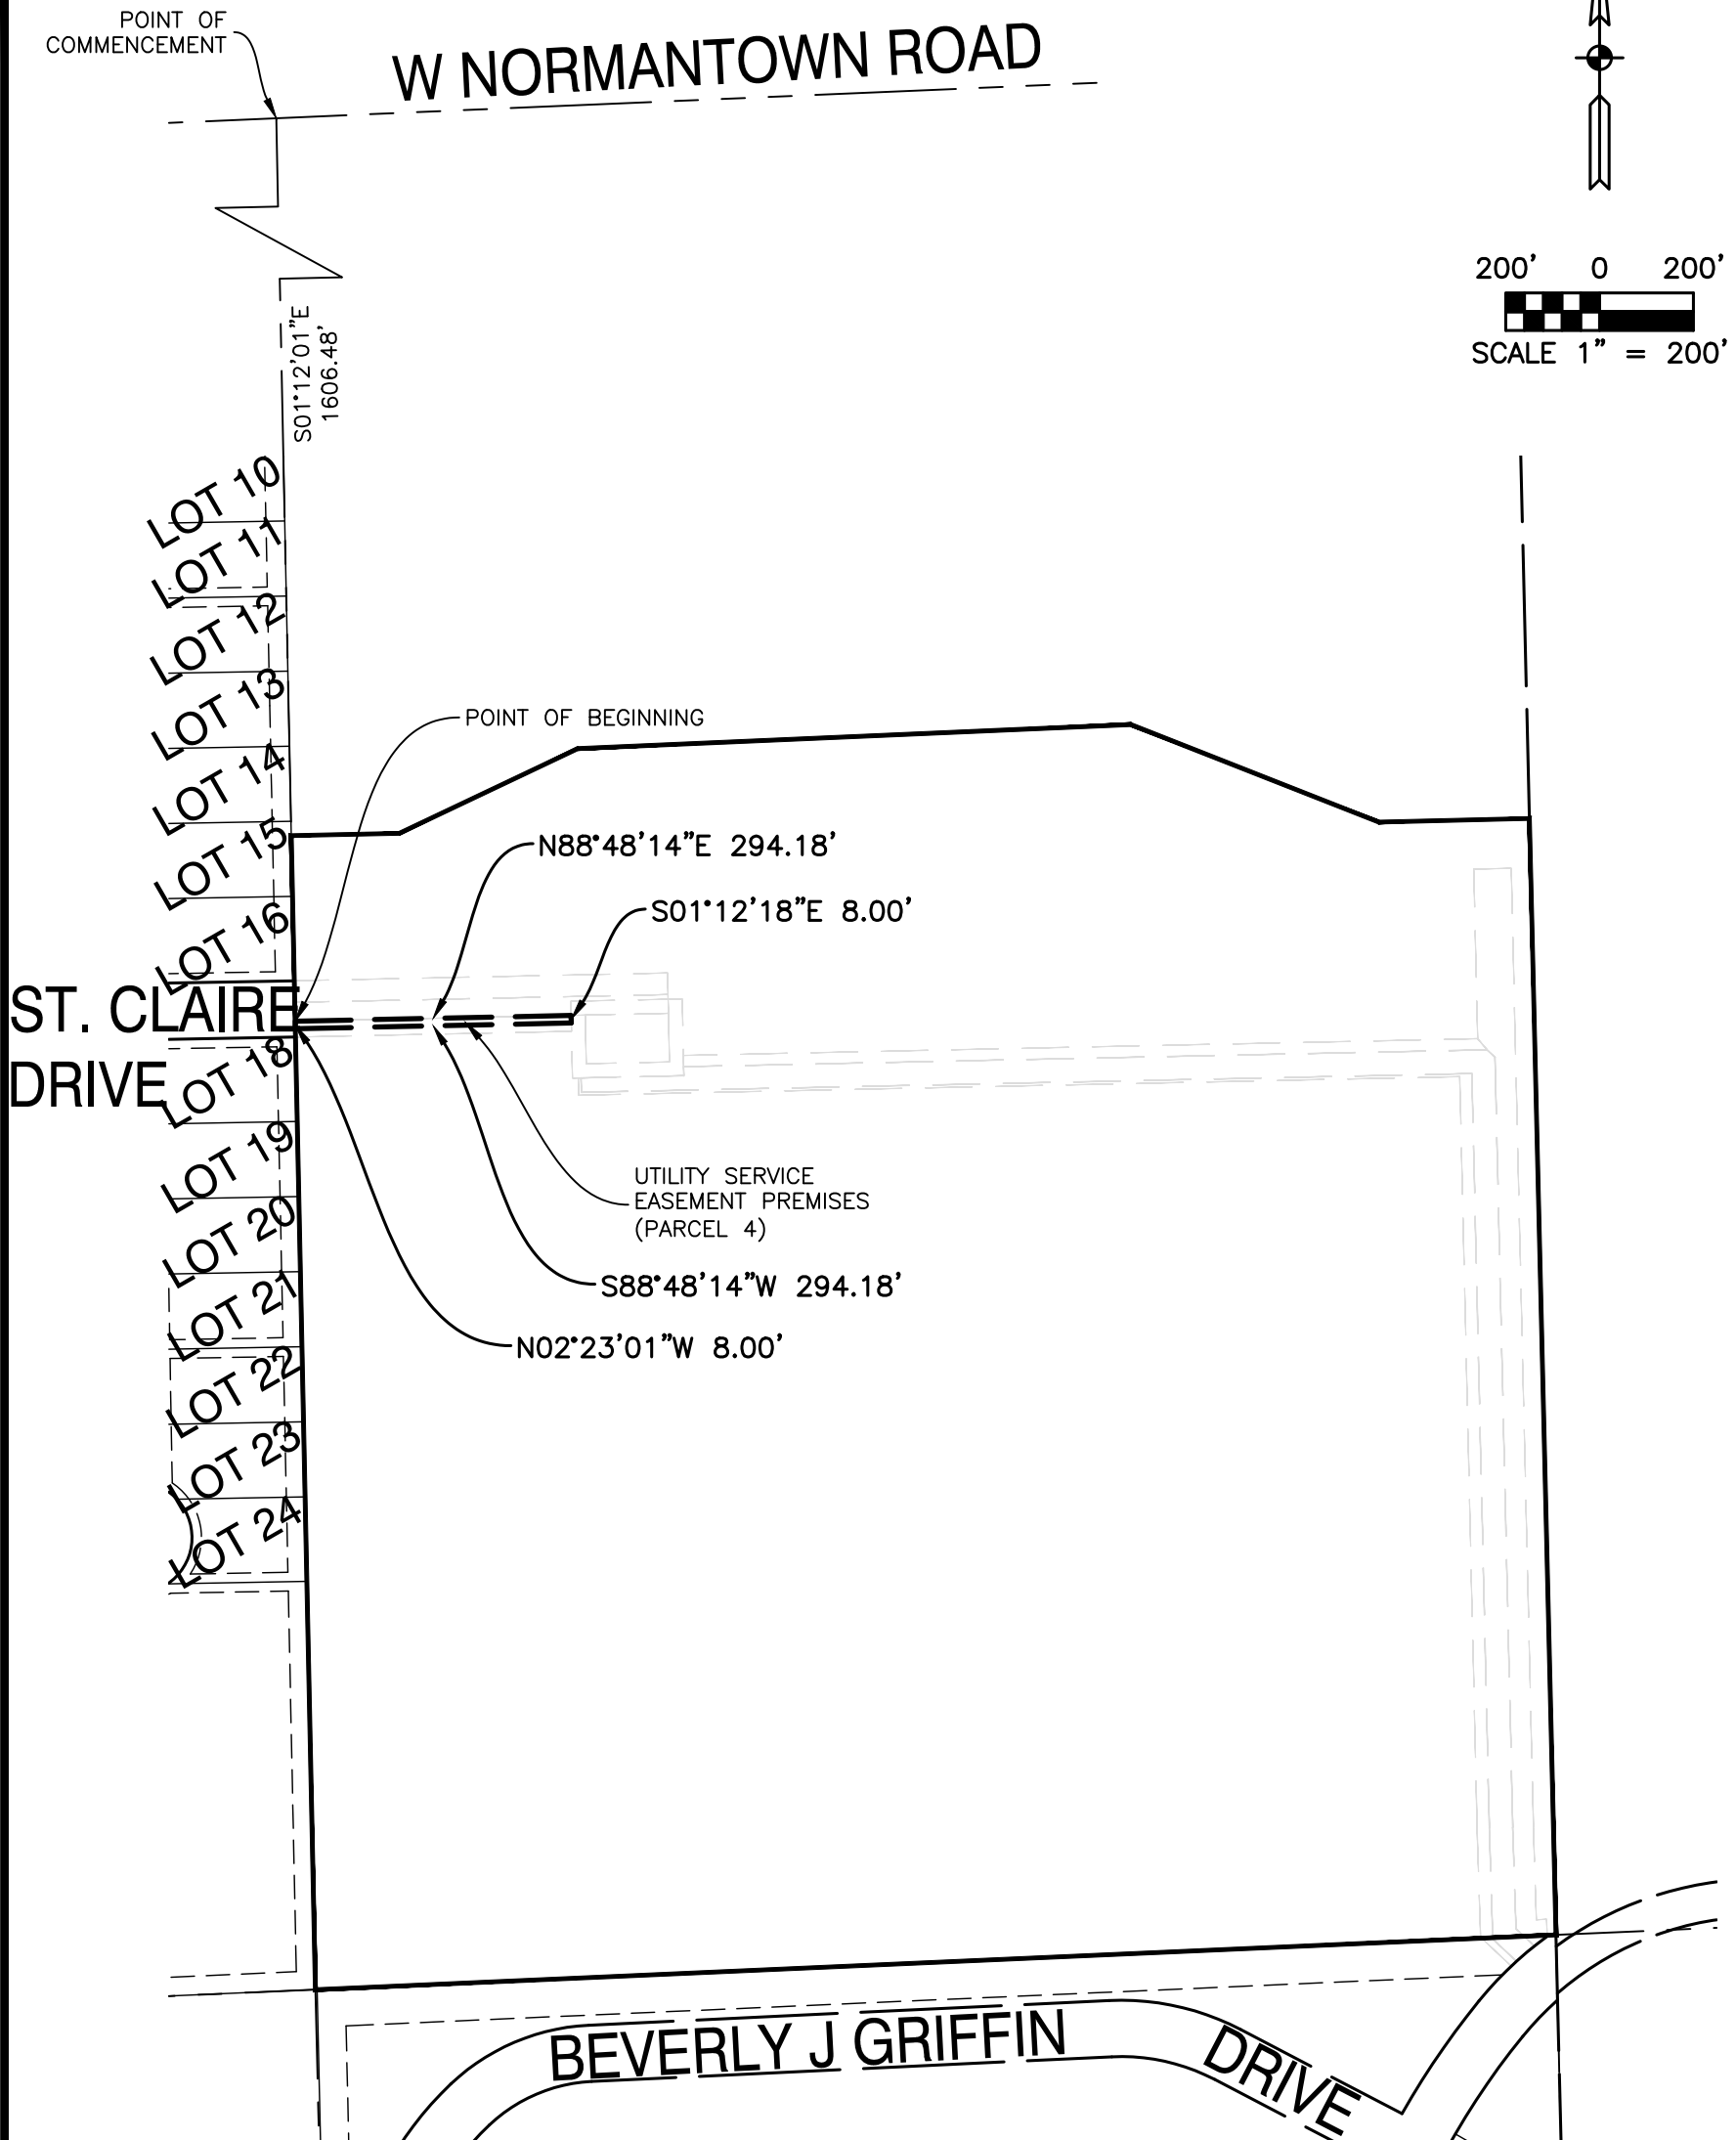 POINT OF
COMMENCEMENT
W NORMANTOWN ROAD
200' 0 200'
SCALE 1" = 200'
S01°12'01"E
1606.48'
LOT 10
LOT 11
LOT 12
LOT 13
POINT OF BEGINNING
LOT 14
LOT 15
N88°48'14"E 294.18'
S01°12'18"E 8.00'
LOT 16
ST. CLAIRE
DRIVE
LOT 18
LOT 19
UTILITY SERVICE
EASEMENT PREMISES
(PARCEL 4)
LOT 20
S88°48'14"W 294.18'
LOT 21
N02°23'01"W 8.00'
LOT 22
LOT 23
LOT 24
BEVERLY J GRIFFIN
DRIVE